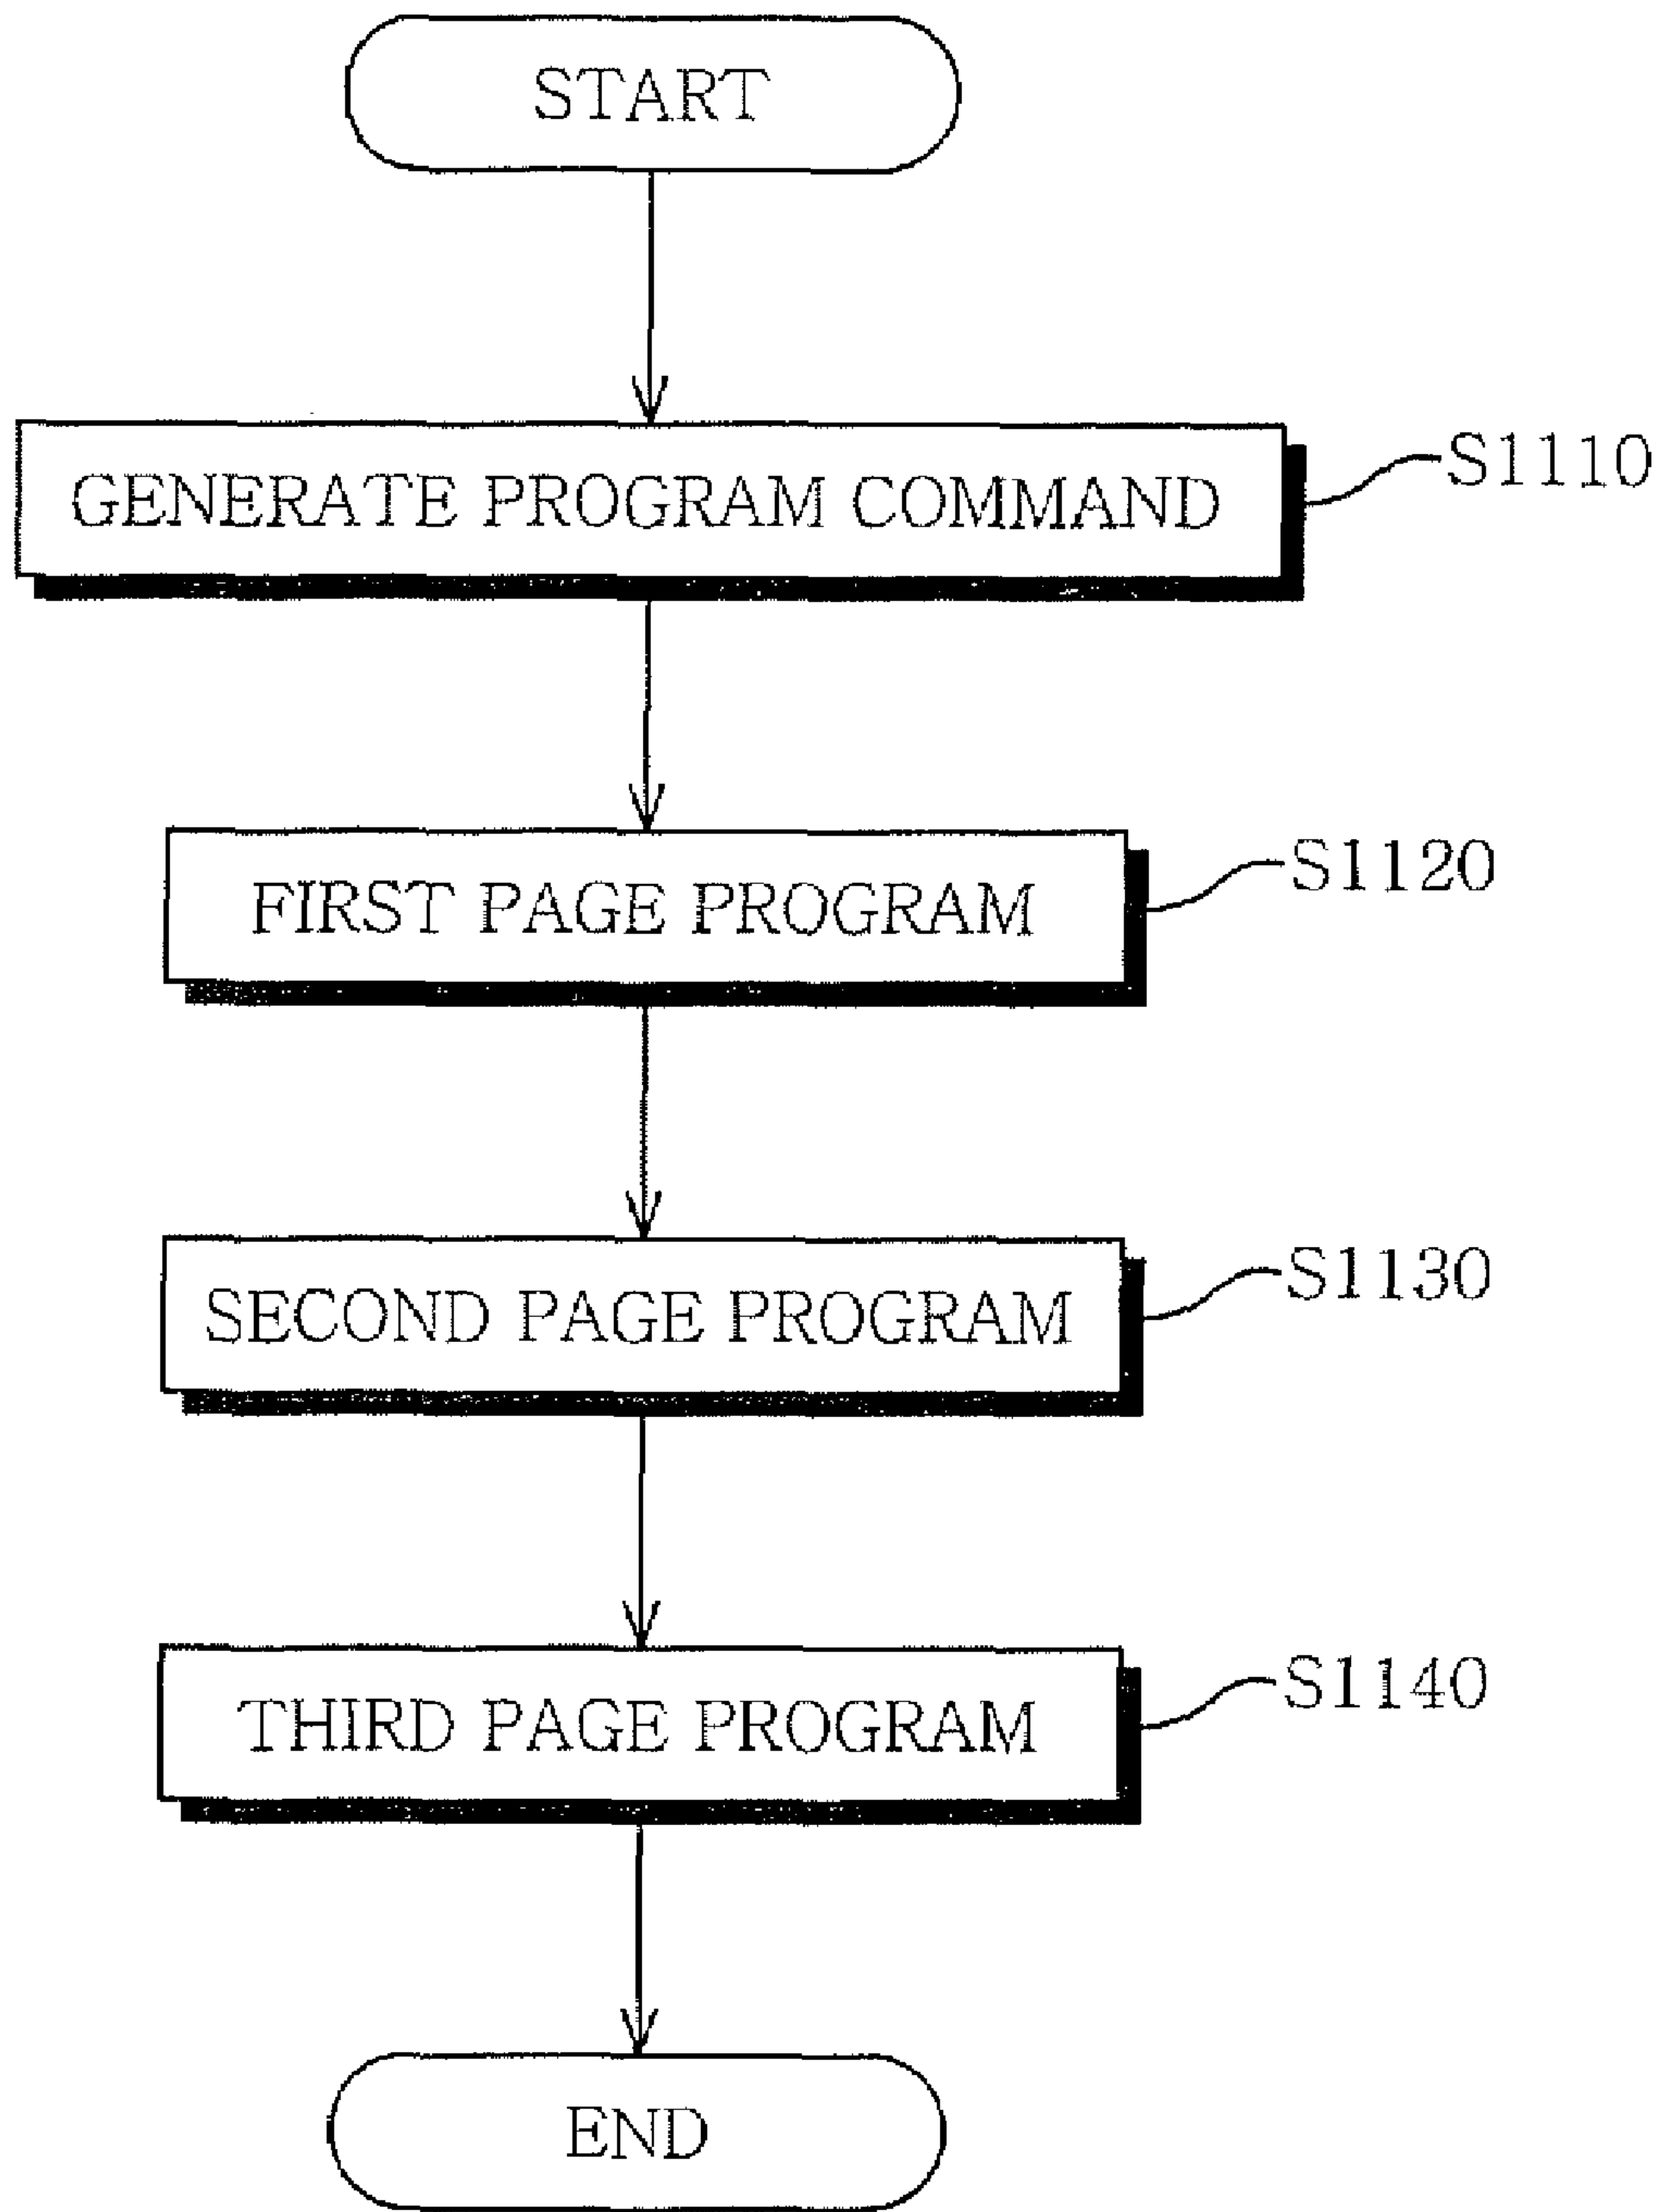 START
GENERATE PROGRAM COMMAND
S1110
FIRST PAGE PROGRAM
S1120
SECOND PAGE PROGRAM
S1130
THIRD PAGE PROGRAM
S1140
END